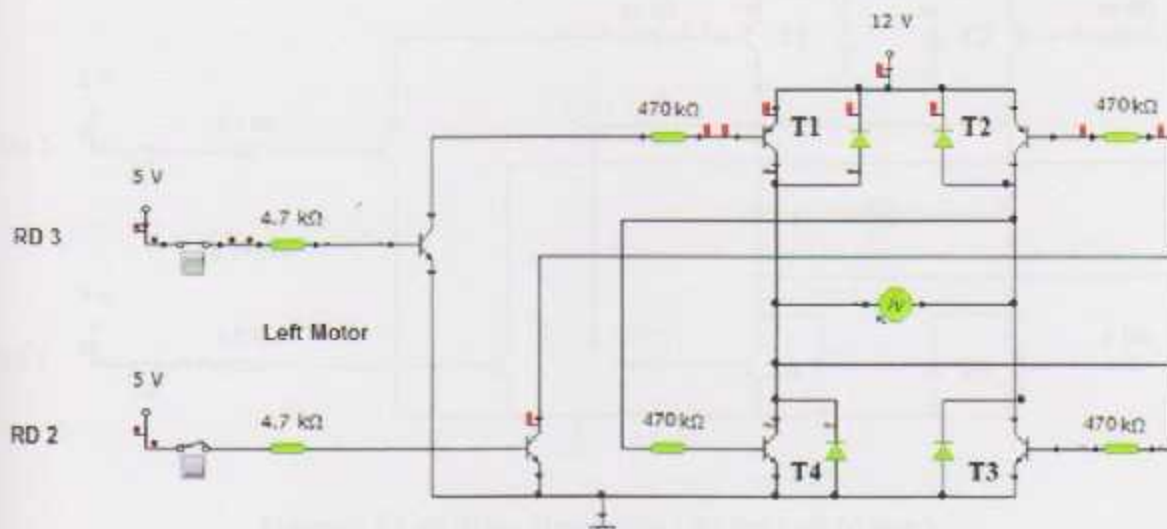 12 V
470 kΩ
T1
T2
470 kΩ
5 V
4.7 kΩ
RD 3
Left Motor
5 V
4.7 kΩ
RD 2
470 kΩ
T4
T3
470 kΩ